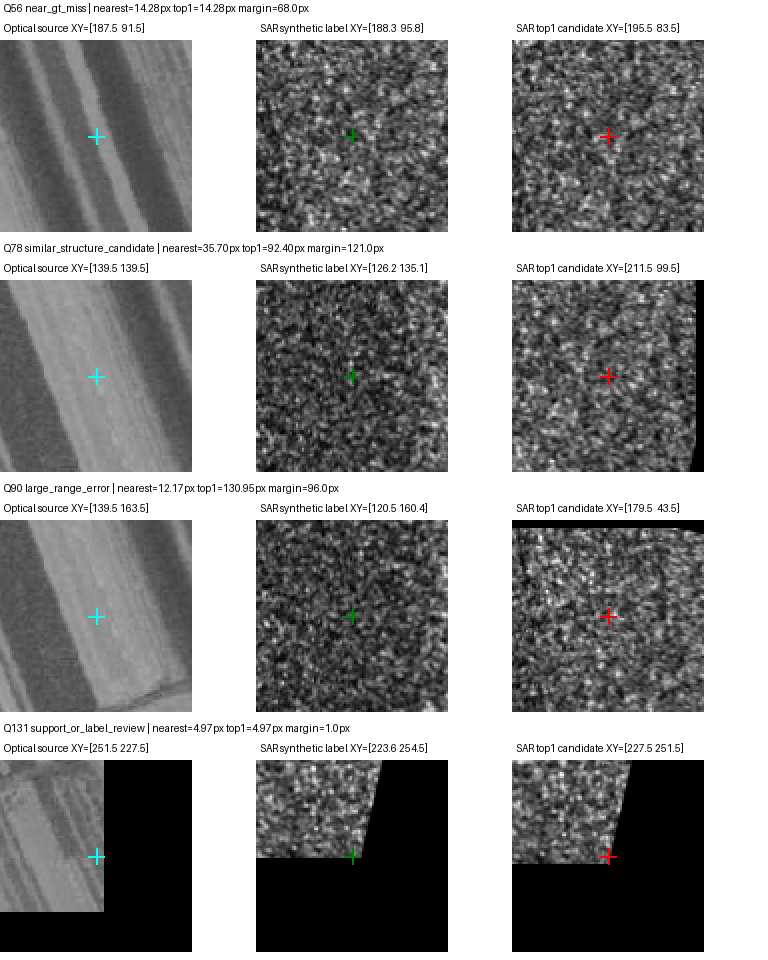 Q56 near_gt_miss | nearest=14.28px top1=14.28px margin=68.0px
Optical source XY=[187.5 91.5] SAR synthetic label XY=[188.3 95.8] SAR top1 candidate XY=[195.5 83.5]
Q78 similar_structure_candidate | nearest=35.70px top1=92.40px margin=121.0px
Optical source XY=[139.5 139.5] SAR synthetic label XY=[126.2 135.1] SAR top1 candidate XY=[211.5 99.5]
Q90 large_range_error | nearest=12.17px top1=130.95px margin=96.0px
Optical source XY=[139.5 163.5] SAR synthetic label XY=[120.5 160.4] SAR top1 candidate XY=[179.5 43.5]
Q131 support_or_label_review | nearest=4.97px top1=4.97px margin=1.0px
Optical source XY=[251.5 227.5] SAR synthetic label XY=[223.6 254.5] SAR top1 candidate XY=[227.5 251.5]